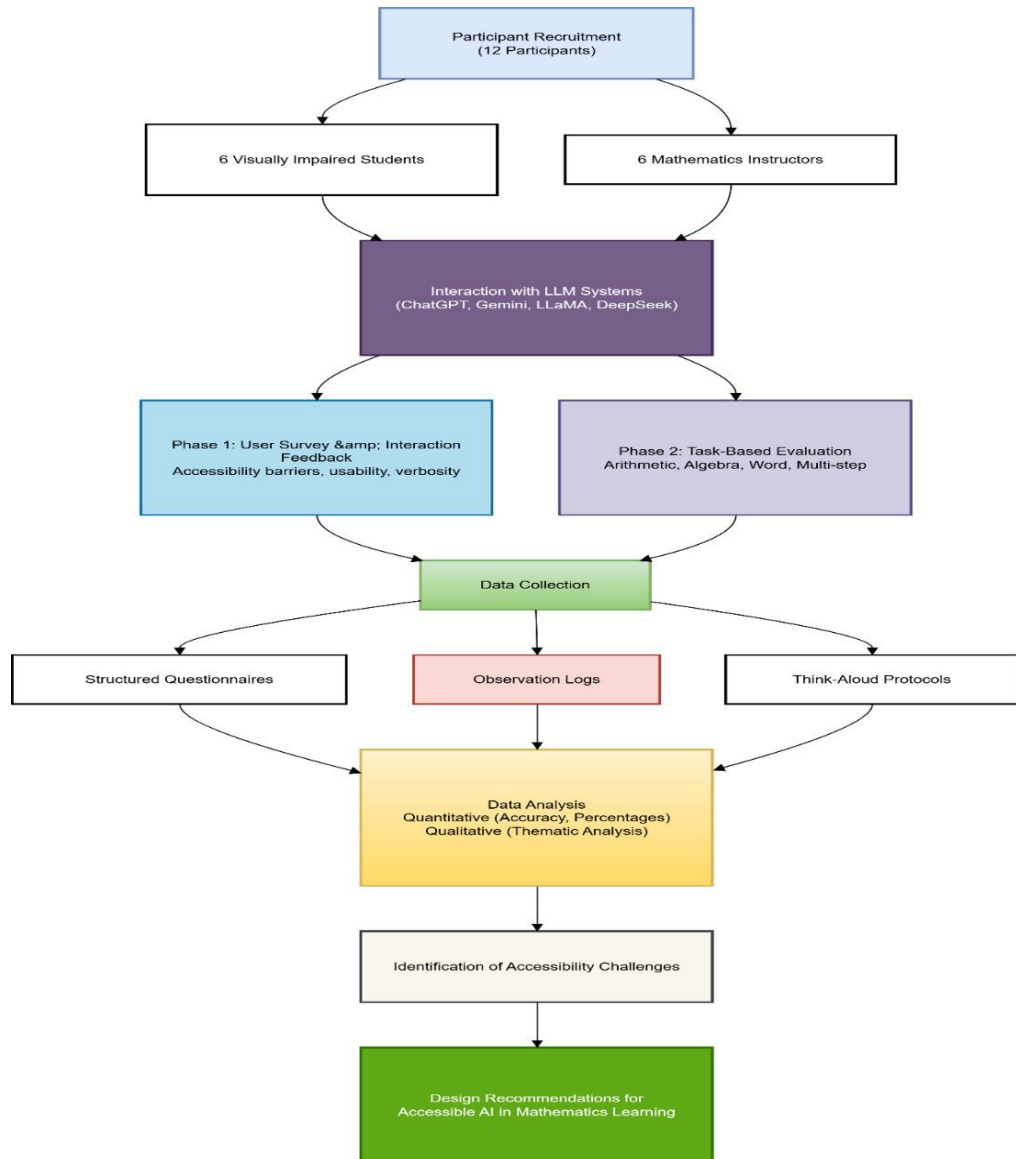 Participant Recruitment
(12 Participants)
6 Visually Impaired Students
6 Mathematics Instructors
Interaction with LLM Systems
(ChatGPT, Gemini, LLaMA, DeepSeek)
Phase 1: User Survey &amp; Interaction
Feedback
Accessibility barriers, usability, verbosity
Phase 2: Task-Based Evaluation
Arithmetic, Algebra, Word, Multi-step
Data Collection
Structured Questionnaires
Observation Logs
Think-Aloud Protocols
Data Analysis
Quantitative (Accuracy, Percentages)
Qualitative (Thematic Analysis)
Identification of Accessibility Challenges
Design Recommendations for
Accessible AI in Mathematics Learning